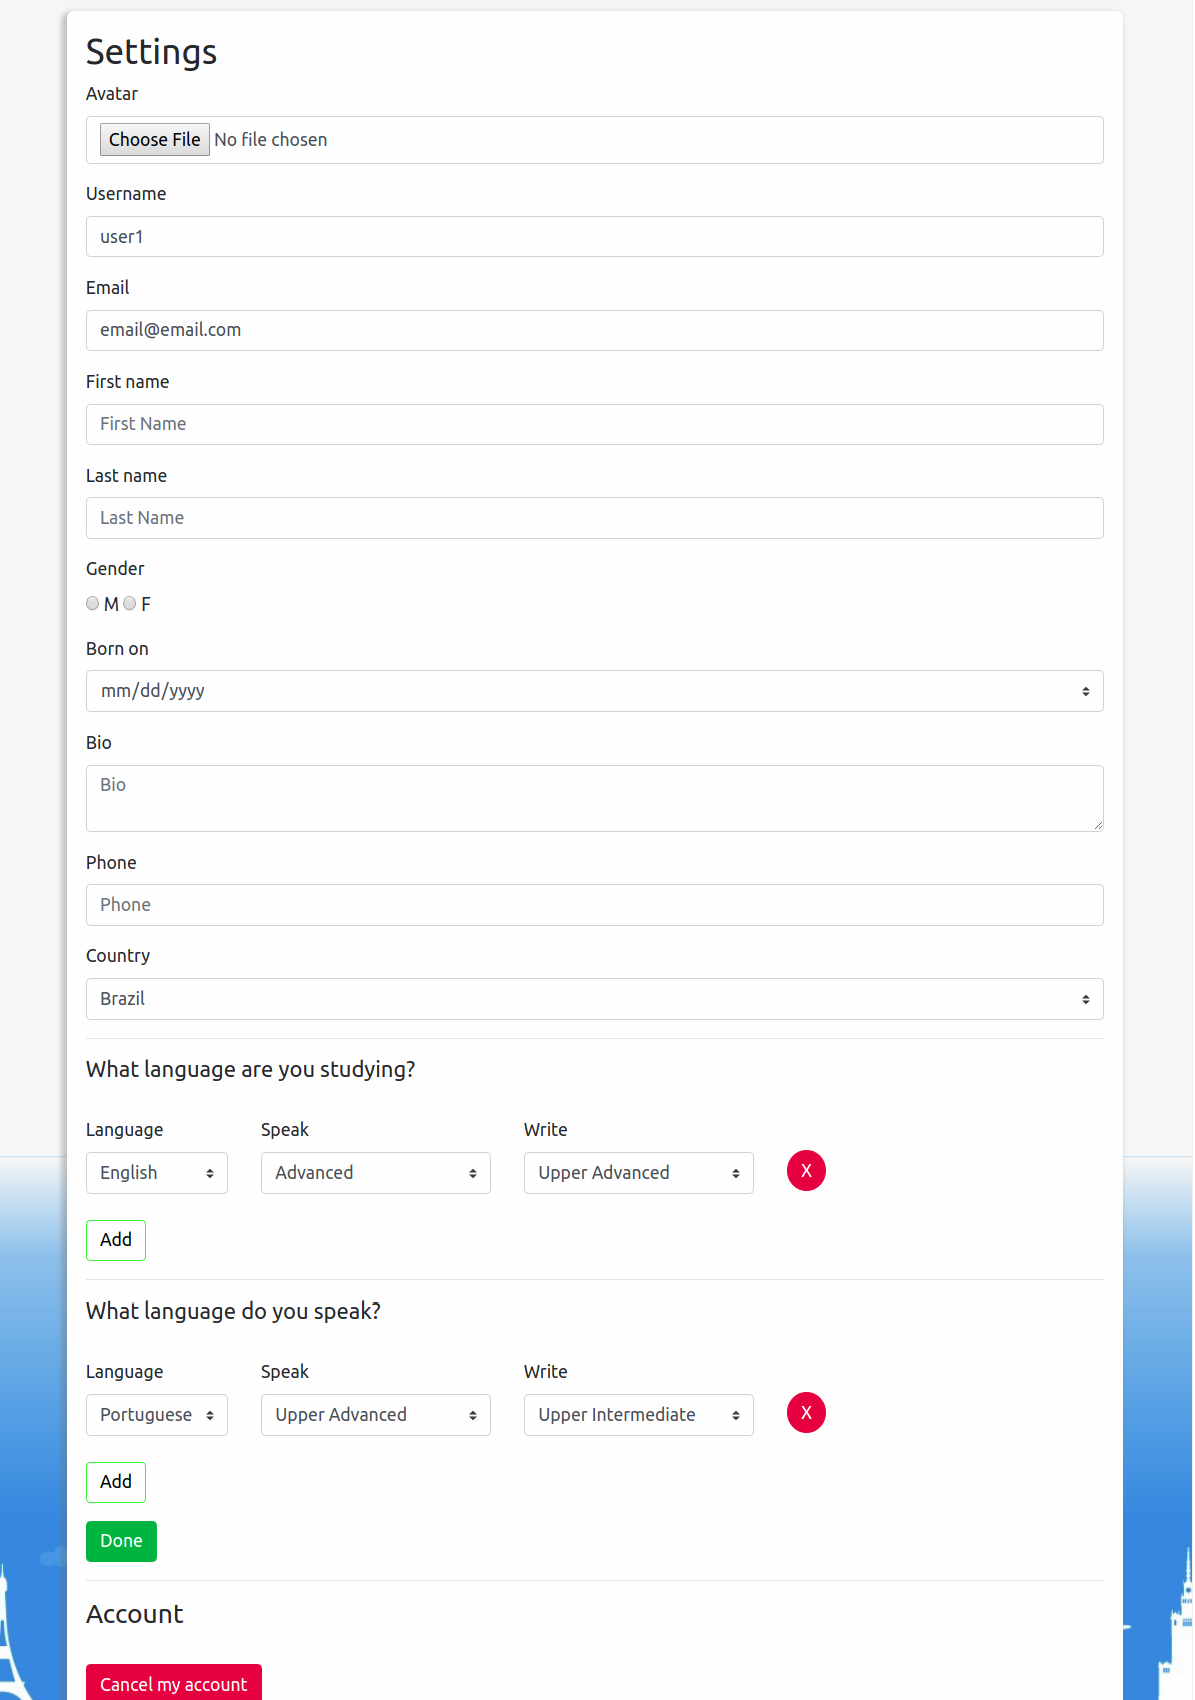 Settings
Avatar
Choose File No file chosen
Username
user1
Email
email@email.com
First name
First Name
Last name
Last Name
Gender
M F
Born on
mm/dd/yyyy
Bio
Bio
Phone
Phone
Country
Brazil
What language are you studying?
Language Speak Write
English Advanced Upper Advanced X
Add
What language do you speak?
Language Speak Write
Portuguese Upper Advanced Upper Intermediate X
Add
Done
Account
Cancel my account